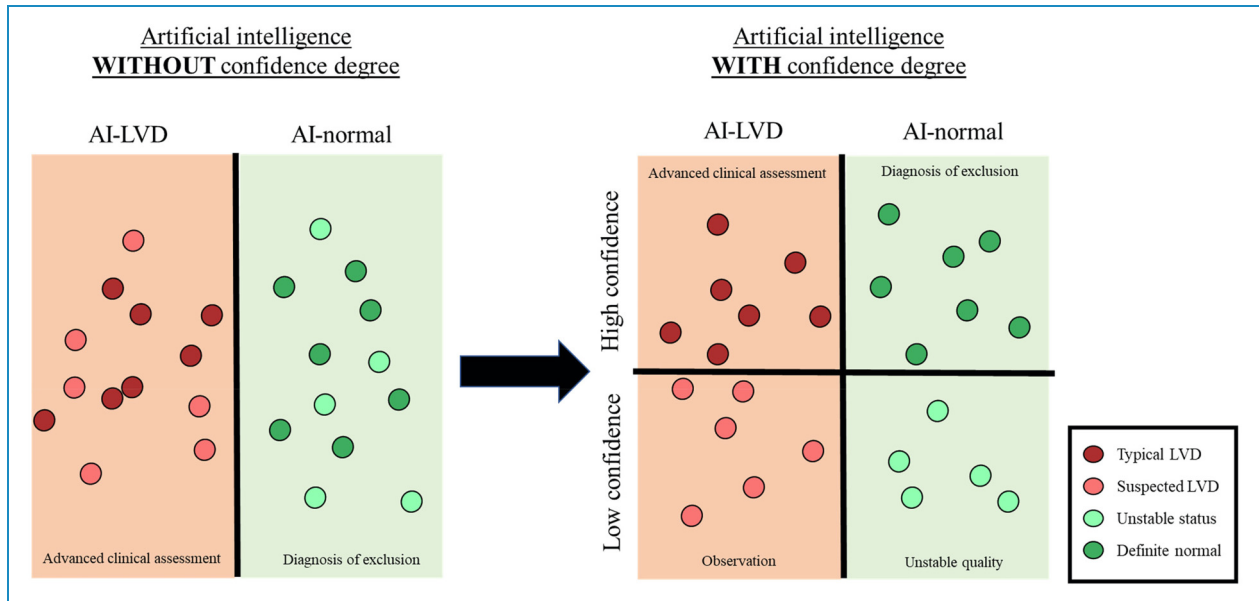 Artificial intelligence
WITHOUT confidence degree
AI-LVD
AI-normal
Advanced clinical assessment
Diagnosis of exclusion
Artificial intelligence
WITH confidence degree
AI-LVD
AI-normal
High confidence
Low confidence
Advanced clinical assessment
Diagnosis of exclusion
Observation
Unstable quality
Typical LVD
Suspected LVD
Unstable status
Definite normal